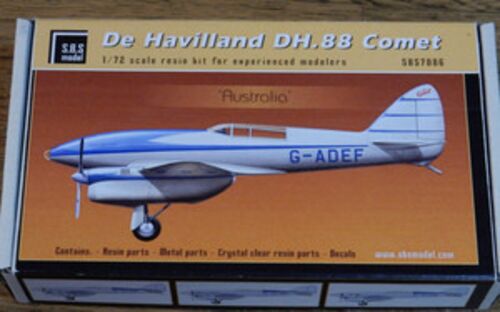 S.B.S
model
De Havilland DH.88 Comet
1/72 scale resin kit for experienced modelers
SBS7006
'Australia'
G-ADEF
Contains: - Resin parts - Metal parts - Crystal clear resin parts - Decals
www.sbsmodel.com